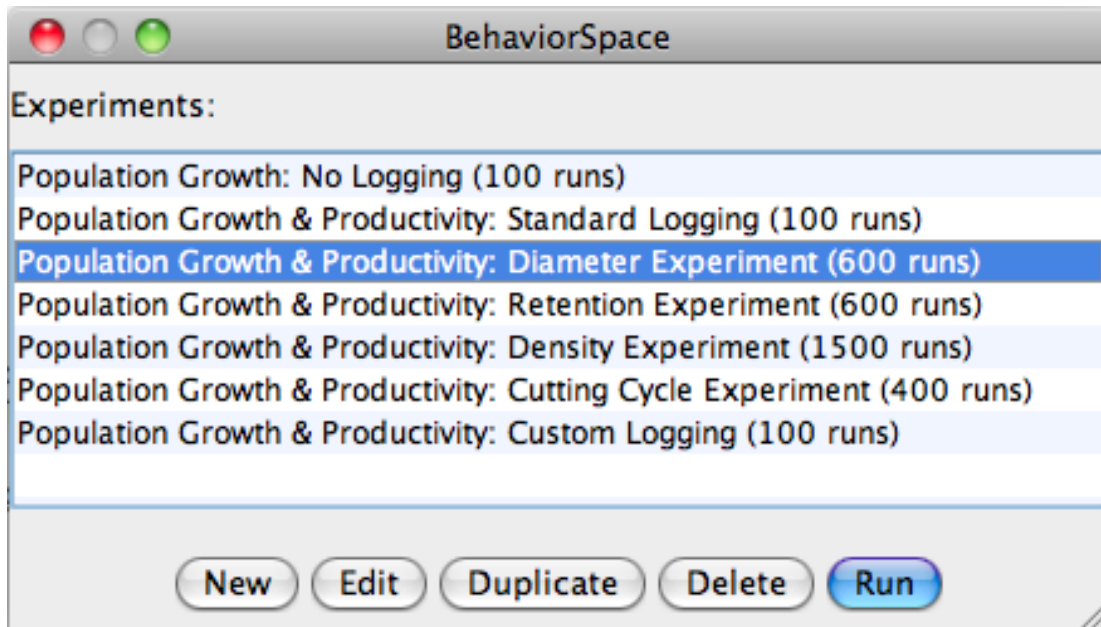 BehaviorSpace
Experiments:
Population Growth: No Logging (100 runs)
Population Growth & Productivity: Standard Logging (100 runs)
Population Growth & Productivity: Diameter Experiment (600 runs)
Population Growth & Productivity: Retention Experiment (600 runs)
Population Growth & Productivity: Density Experiment (1500 runs)
Population Growth & Productivity: Cutting Cycle Experiment (400 runs)
Population Growth & Productivity: Custom Logging (100 runs)
New Edit Duplicate Delete Run